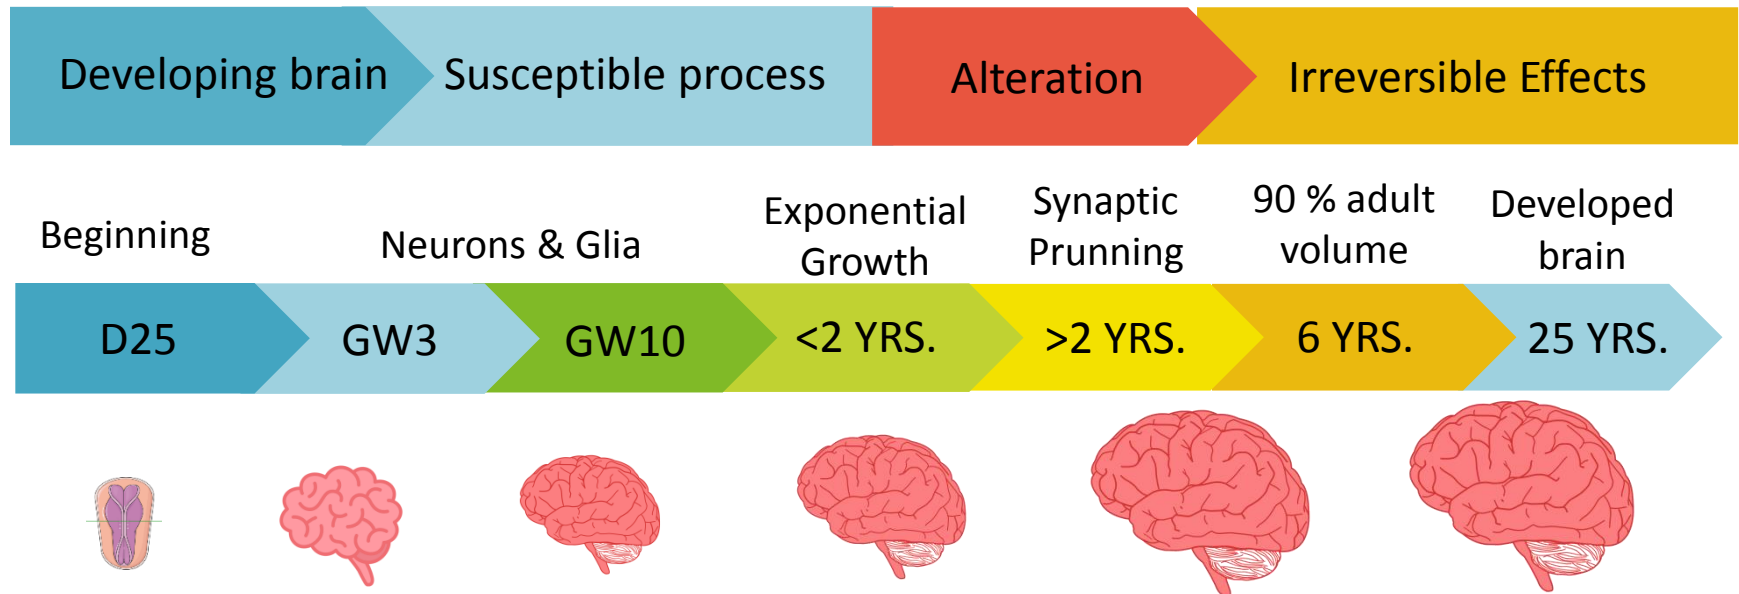 Developing brain
Susceptible process
Alteration
Irreversible Effects
Beginning
Neurons & Glia
Exponential
Growth
Synaptic
Prunning
90 % adult
volume
Developed
brain
D25
GW3
GW10
<2 YRS.
>2 YRS.
6 YRS.
25 YRS.